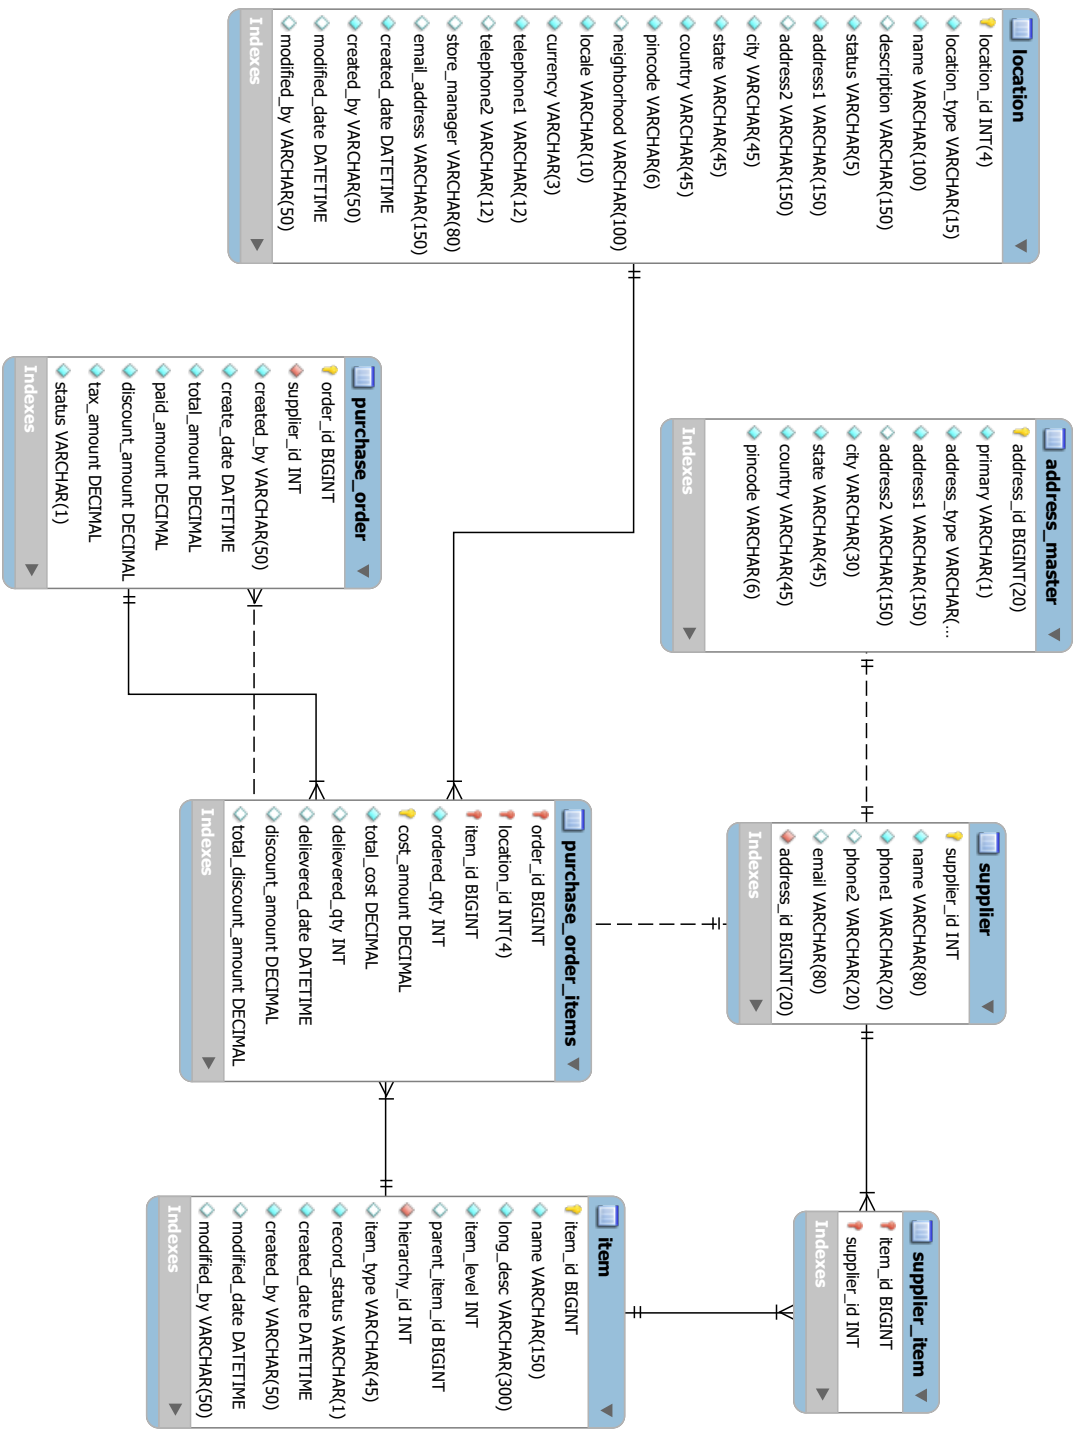 location
location_id INT(4)
location_type VARCHAR(15)
name VARCHAR(100)
description VARCHAR(150)
status VARCHAR(5)
address1 VARCHAR(150)
address2 VARCHAR(150)
city VARCHAR(45)
state VARCHAR(45)
country VARCHAR(45)
pincode VARCHAR(6)
neighborhood VARCHAR(100)
locale VARCHAR(10)
currency VARCHAR(3)
telephone1 VARCHAR(12)
telephone2 VARCHAR(12)
store_manager VARCHAR(80)
email_address VARCHAR(150)
created_date DATETIME
created_by VARCHAR(50)
modified_date DATETIME
modified_by VARCHAR(50)
Indexes
address_master
address_id BIGINT(20)
primary VARCHAR(1)
address_type VARCHAR(...
address1 VARCHAR(150)
address2 VARCHAR(150)
city VARCHAR(30)
state VARCHAR(45)
country VARCHAR(45)
pincode VARCHAR(6)
Indexes
purchase_order
order_id BIGINT
supplier_id INT
created_by VARCHAR(50)
create_date DATETIME
total_amount DECIMAL
paid_amount DECIMAL
discount_amount DECIMAL
tax_amount DECIMAL
status VARCHAR(1)
Indexes
supplier
supplier_id INT
name VARCHAR(80)
phone1 VARCHAR(20)
phone2 VARCHAR(20)
email VARCHAR(80)
address_id BIGINT(20)
Indexes
purchase_order_items
order_id BIGINT
location_id INT(4)
item_id BIGINT
ordered_qty INT
cost_amount DECIMAL
total_cost DECIMAL
delievered_qty INT
delievered_date DATETIME
discount_amount DECIMAL
total_discount_amount DECIMAL
Indexes
supplier_item
item_id BIGINT
supplier_id INT
Indexes
item
item_id BIGINT
name VARCHAR(150)
long_desc VARCHAR(300)
item_level INT
parent_item_id BIGINT
hierarchy_id INT
item_type VARCHAR(45)
record_status VARCHAR(1)
created_date DATETIME
created_by VARCHAR(50)
modified_date DATETIME
modified_by VARCHAR(50)
Indexes